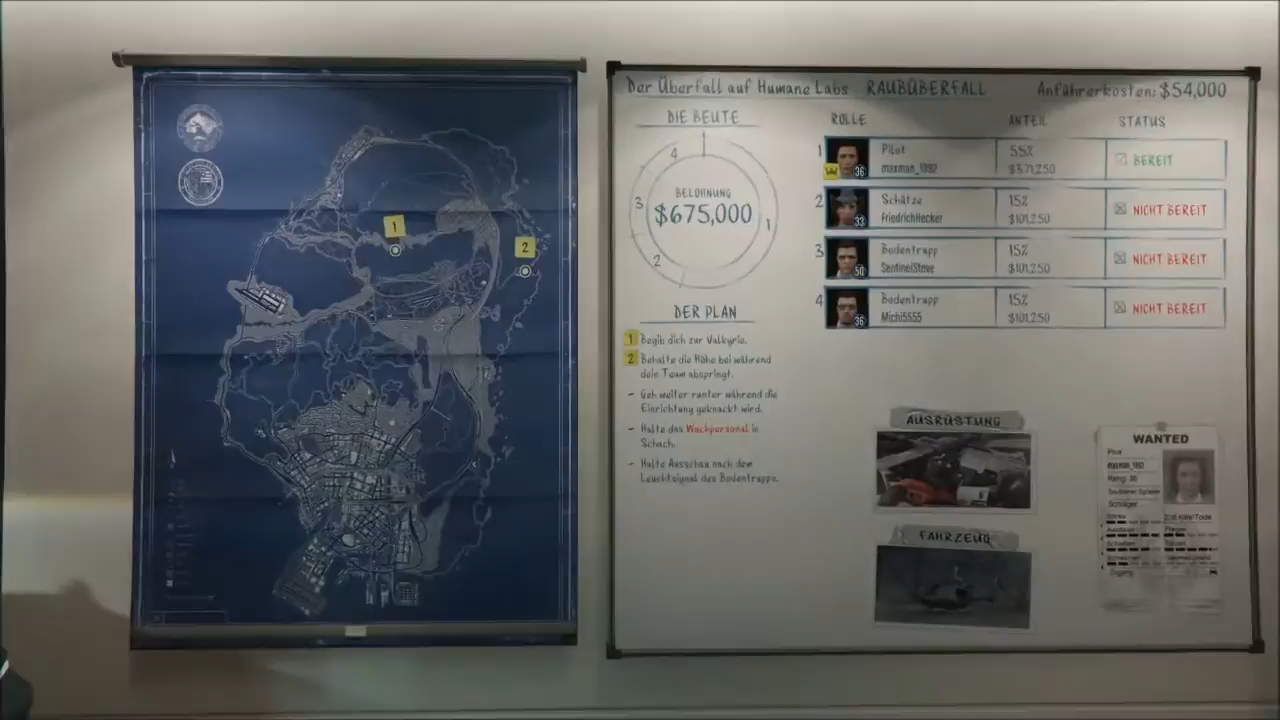 Der Überfall auf Humane Labs RAUBÜBERFALL Anführerkosten: $54,000
DIE BEUTE
ROLLE ANTEIL STATUS
BELOHNUNG
$675,000
1
2
3
4
1 Pilot 55% BEREIT
maxman_1992 $371,250
36
2 Schütze 15% NICHT BEREIT
FriedrichHecker $101,250
33
3 Bodentrupp 15% NICHT BEREIT
SentinelSteve $101,250
50
4 Bodentrupp 15% NICHT BEREIT
Michi5555 $101,250
36
1
2
DER PLAN
1 Begib dich zur Valkyrie.
2 Behalte die Höhe bei während
dein Team abspringt.
- Geh weiter runter während die
Einrichtung geknackt wird.
- Halte das Wachpersonal in
Schach.
- Halte Ausschau nach dem
Leuchtsignal des Bodentrupps.
AUSRÜSTUNG
FAHRZEUG
WANTED
Pilot
maxman_1992
Rang: 36